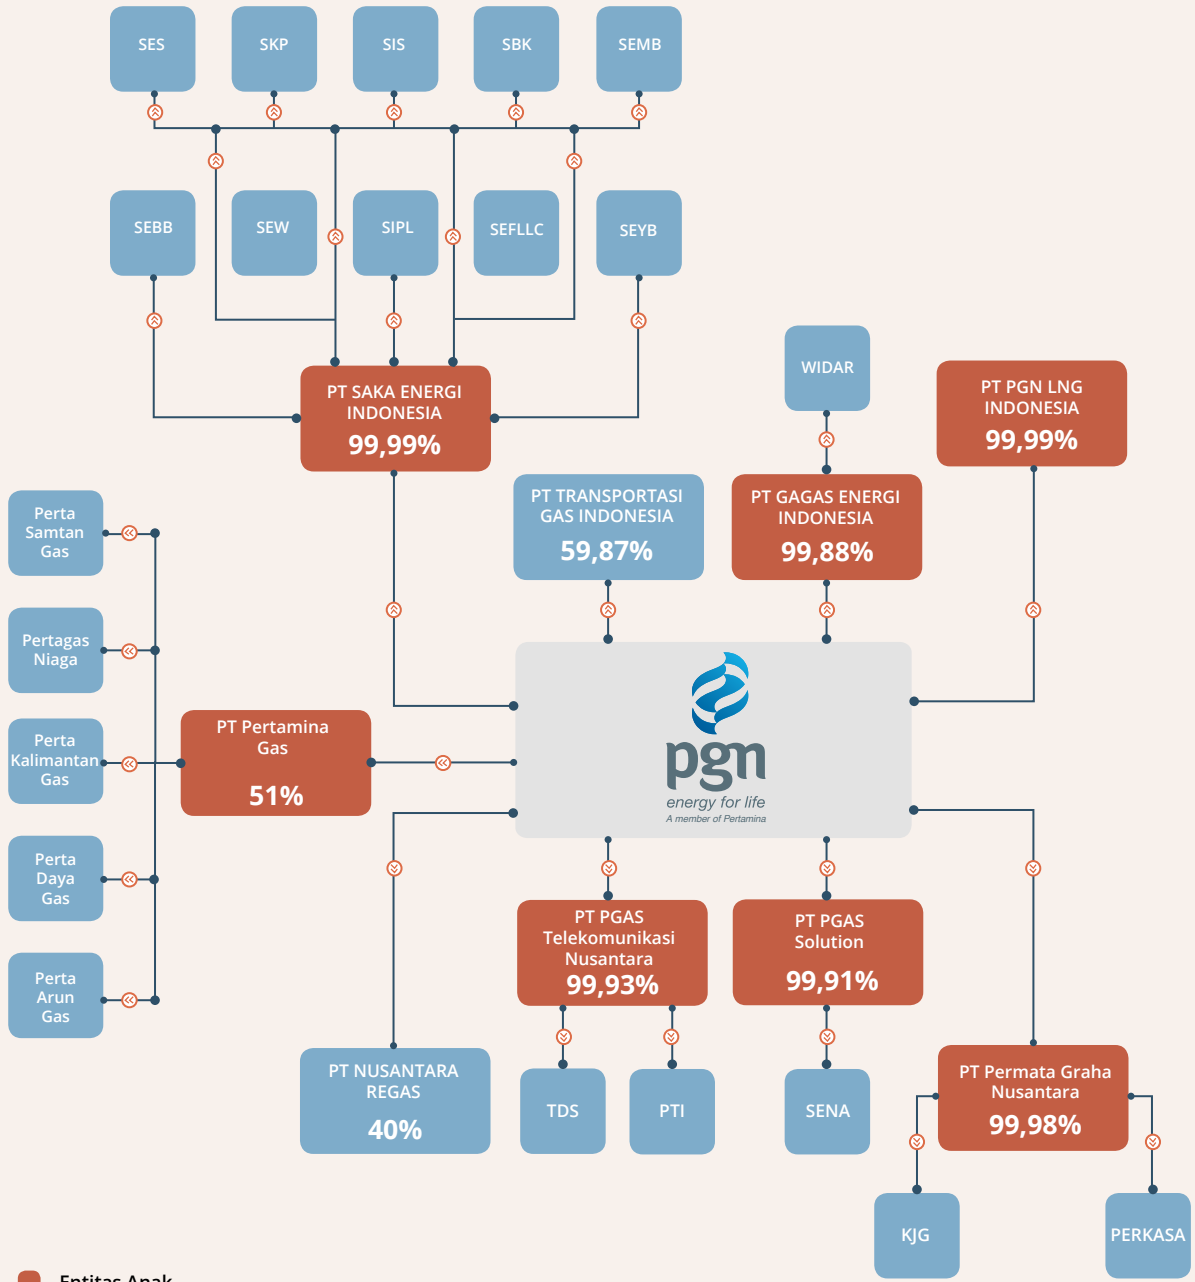 SES
SKP
SIS
SBK
SEMB
SEBB
SEW
SIPL
SEFLLC
SEYB
PT SAKA ENERGI
INDONESIA
99,99%
WIDAR
PT PGN LNG
INDONESIA
99,99%
PT TRANSPORTASI
GAS INDONESIA
59,87%
PT GAGAS ENERGI
INDONESIA
99,88%
Perta
Samtan
Gas
Pertagas
Niaga
Perta
Kalimantan
Gas
Perta
Daya
Gas
Perta
Arun
Gas
PT Pertamina
Gas
51%
pgn
energy for life
A member of Pertamina
PT PGAS
Telekomunikasi
Nusantara
99,93%
PT PGAS
Solution
99,91%
PT NUSANTARA
REGAS
40%
TDS
PTI
SENA
PT Permata Graha
Nusantara
99,98%
KJG
PERKASA
Entitas Anak